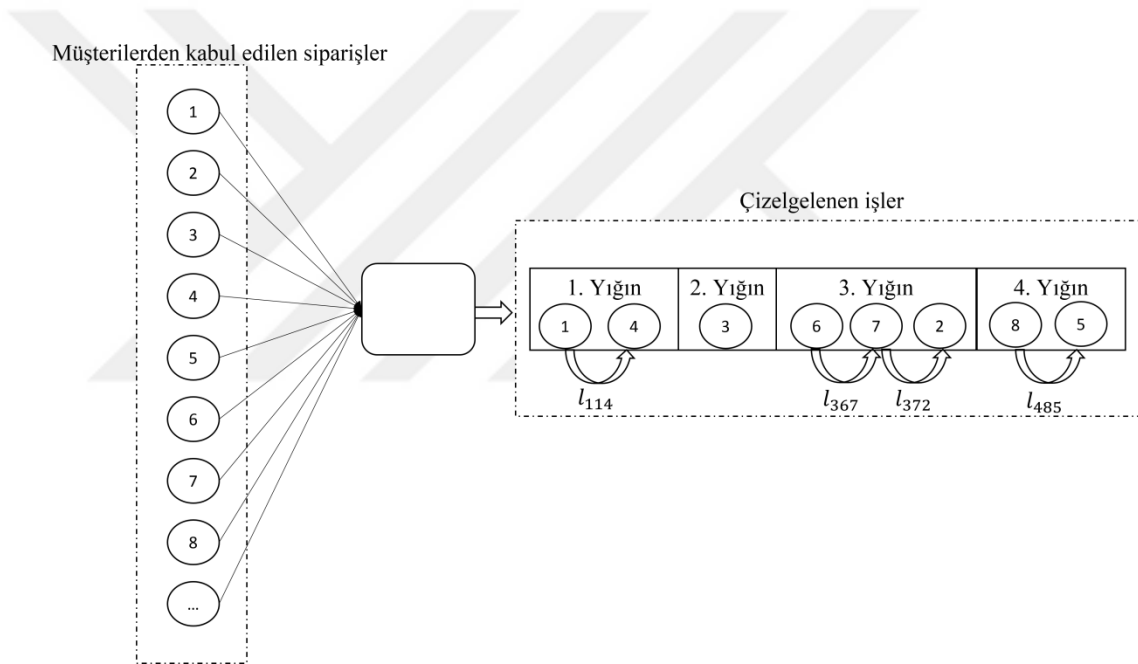 Müşterilerden kabul edilen siparişler
1
2
3
4
5
6
7
8
...
Çizelgelenen işler
1. Yığın 2. Yığın 3. Yığın 4. Yığın
1 4 3 6 7 2 8 5
l₁₁₄ l₃₆₇ l₃₇₂ l₄₈₅